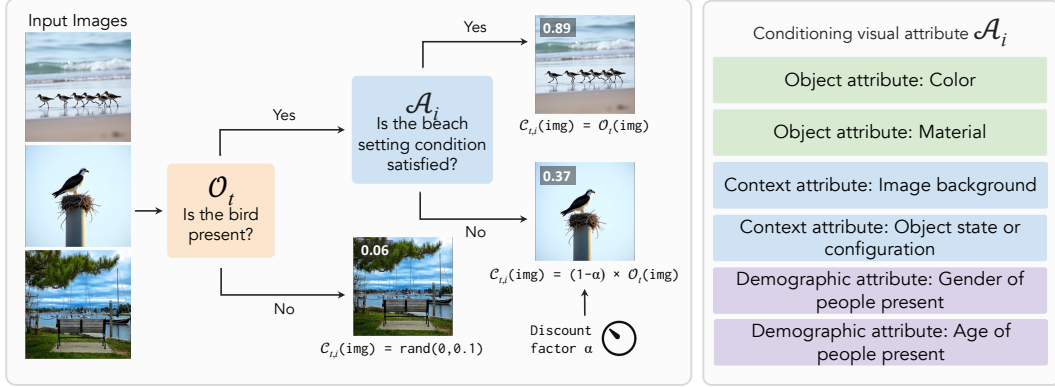 Input Images
𝒪ₜ
Is the bird
present?
Yes
No
𝒜ᵢ
Is the beach
setting condition
satisfied?
Yes
No
0.89
𝒞ₜ,ᵢ(img) = 𝒪ₜ(img)
0.37
𝒞ₜ,ᵢ(img) = (1-α) × 𝒪ₜ(img)
0.06
𝒞ₜ,ᵢ(img) = rand(0,0.1)
Discount
factor α
Conditioning visual attribute 𝒜ᵢ
Object attribute: Color
Object attribute: Material
Context attribute: Image background
Context attribute: Object state or
configuration
Demographic attribute: Gender of
people present
Demographic attribute: Age of
people present